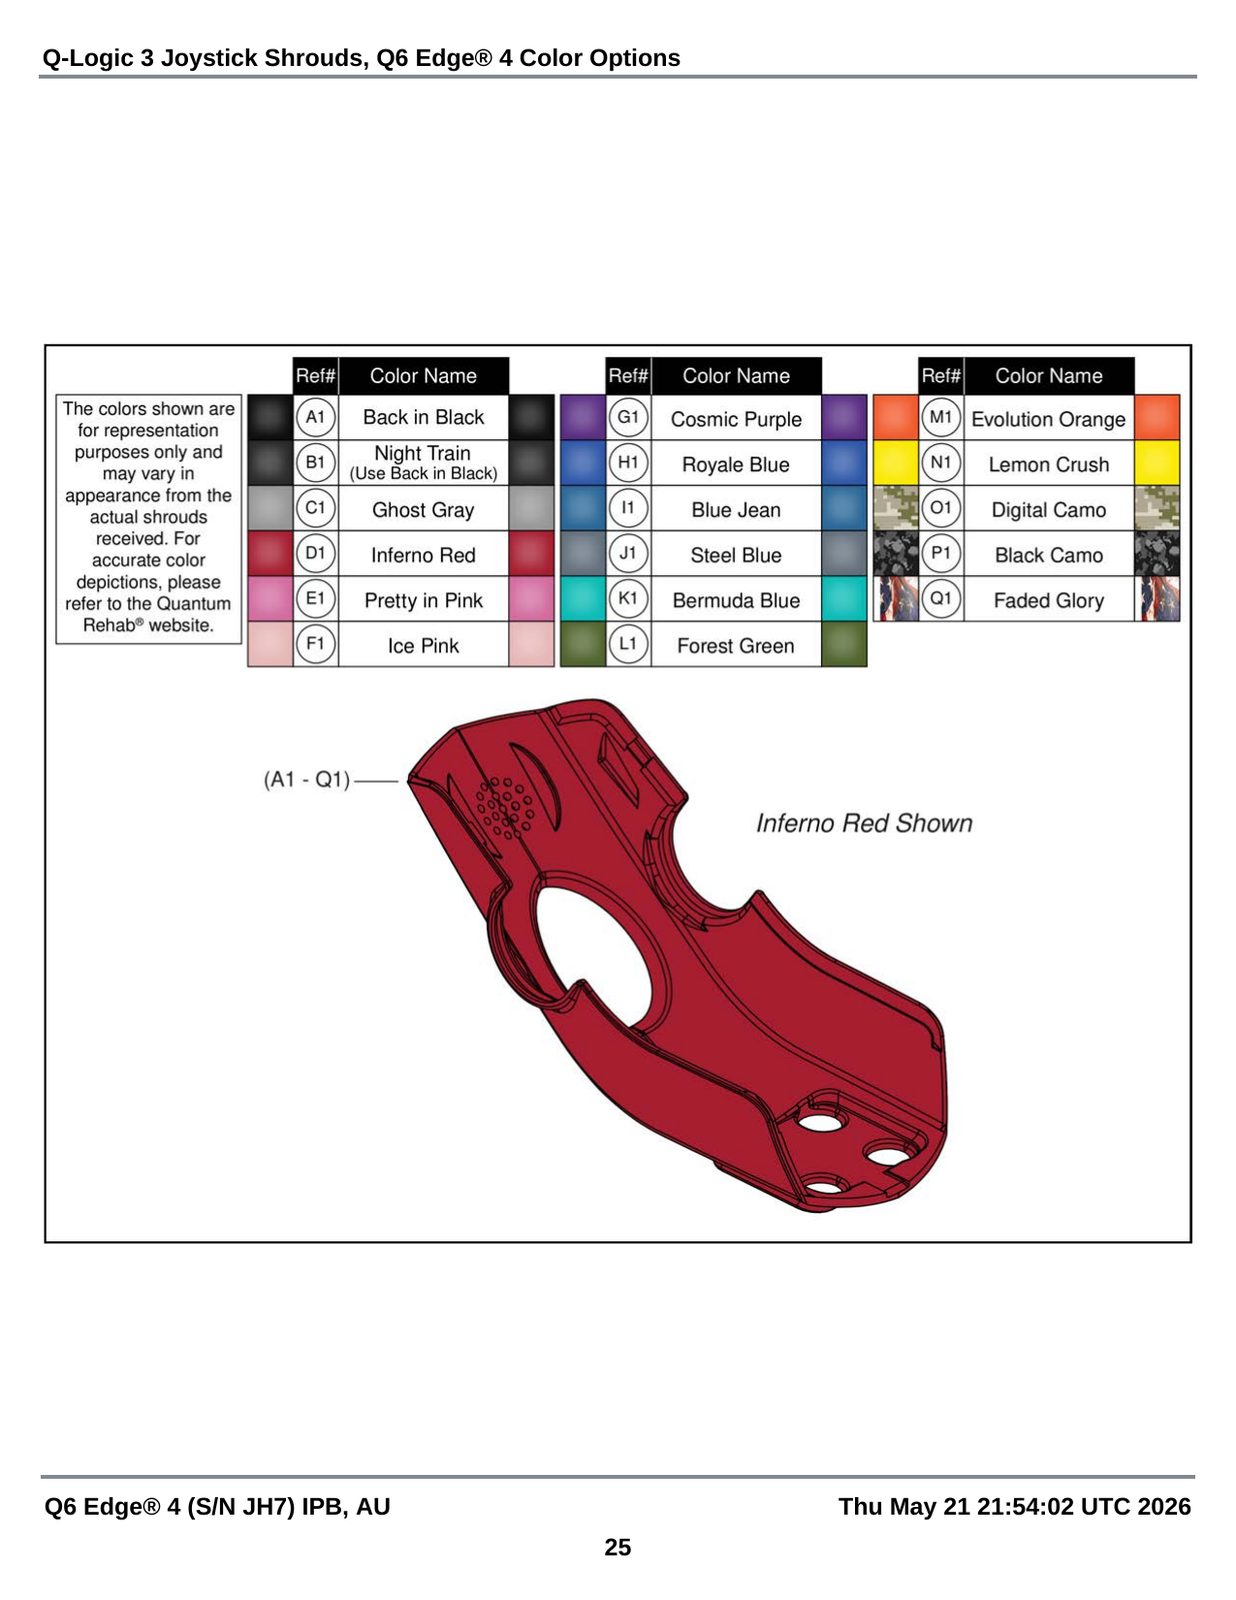 Q-Logic 3 Joystick Shrouds, Q6 Edge® 4 Color Options
The colors shown are
for representation
purposes only and
may vary in
appearance from the
actual shrouds
received. For
accurate color
depictions, please
refer to the Quantum
Rehab® website.
Ref# Color Name
A1 Back in Black
B1 Night Train
(Use Back in Black)
C1 Ghost Gray
D1 Inferno Red
E1 Pretty in Pink
F1 Ice Pink
Ref# Color Name
G1 Cosmic Purple
H1 Royale Blue
I1 Blue Jean
J1 Steel Blue
K1 Bermuda Blue
L1 Forest Green
Ref# Color Name
M1 Evolution Orange
N1 Lemon Crush
O1 Digital Camo
P1 Black Camo
Q1 Faded Glory
(A1 - Q1)
Inferno Red Shown
Q6 Edge® 4 (S/N JH7) IPB, AU
Thu May 21 21:54:02 UTC 2026
25